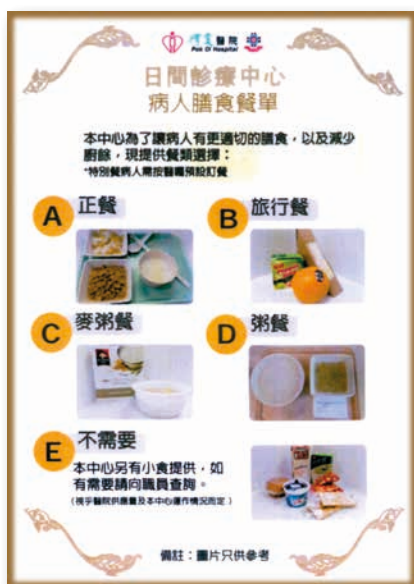 博愛醫院
Pok Oi Hospital
日間診療中心
病人膳食餐單
本中心為了讓病人有更適切的膳食，以及減少
廚餘，現提供餐類選擇：
*特別餐病人需按醫囑預設訂餐
A 正餐
B 旅行餐
C 麥粥餐
D 粥餐
E 不需要
本中心另有小食提供，如
有需要請向職員查詢。
(視乎醫院供應量及本中心運作情況而定)
備註：圖片只供參考